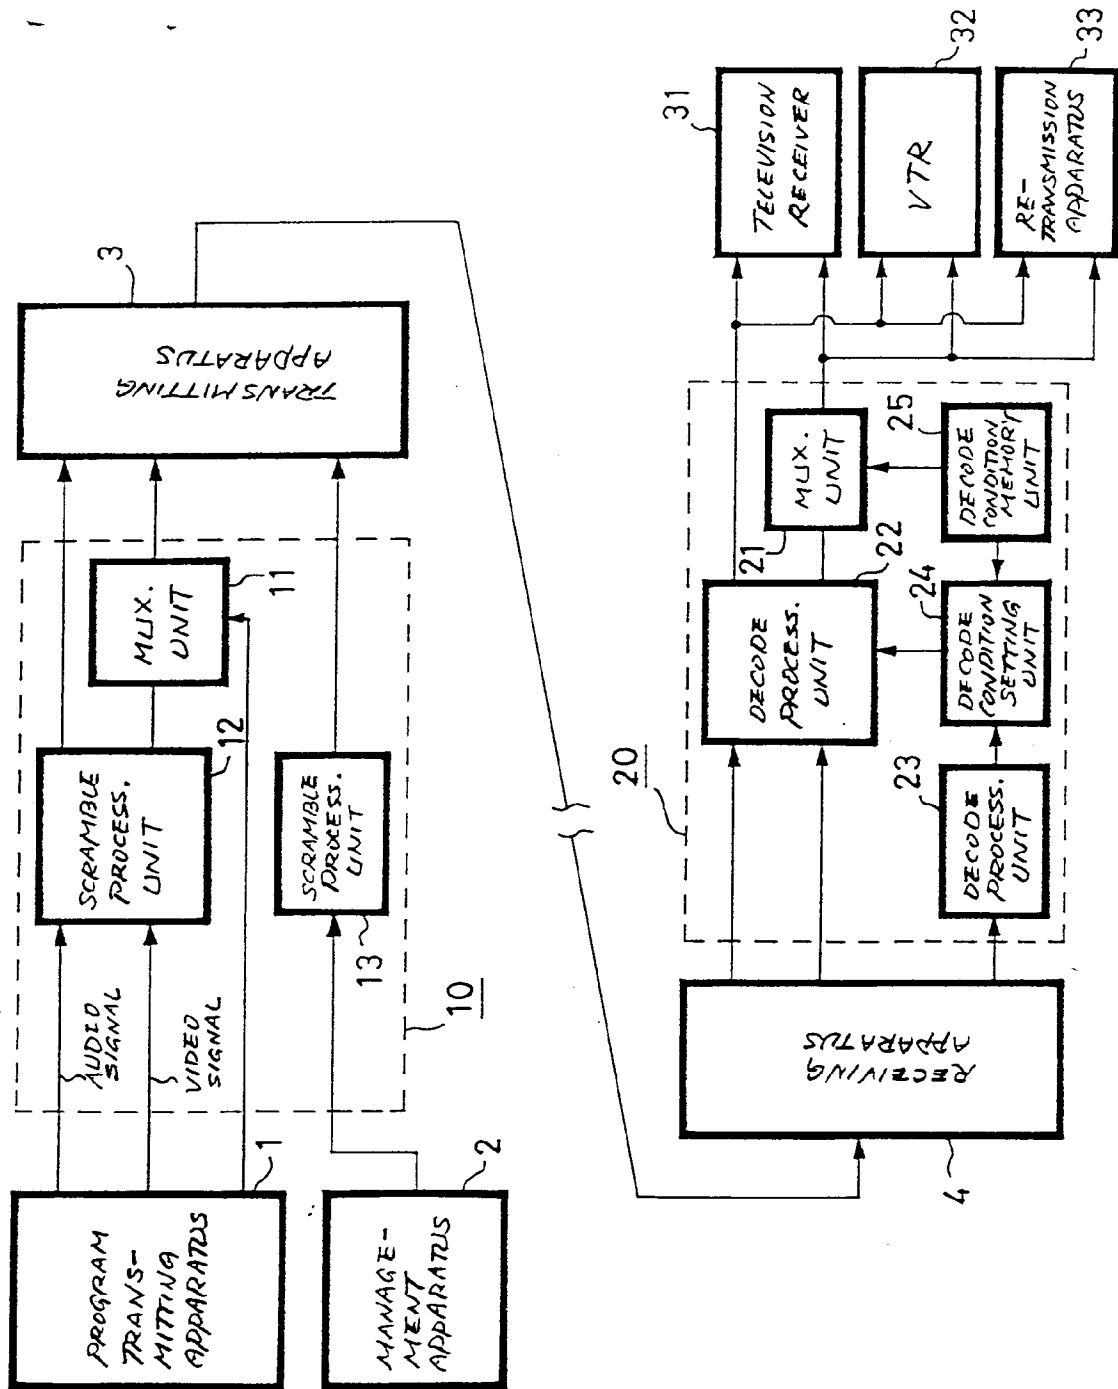 PROGRAM
TRANS-
MITTING
APPARATUS
1
MANAGE-
MENT
APPARATUS
2
AUDIO
SIGNAL
VIDEO
SIGNAL
10
SCRAMBLE
PROCESS.
UNIT
12
MUX.
UNIT
11
SCRAMBLE
PROCESS.
UNIT
13
TRANSMITTING
APPARATUS
3
RECEIVING
APPARATUS
4
20
DECODE
PROCESS.
UNIT
22
MUX.
UNIT
21
DECODE
PROCESS.
UNIT
23
DECODE
CONDITION
SETTING
UNIT
24
DECODE
CONDITION
MEMORY
UNIT
25
TELEVISION
RECEIVER
31
VTR
32
RE-
TRANSMISSION
APPARATUS
33